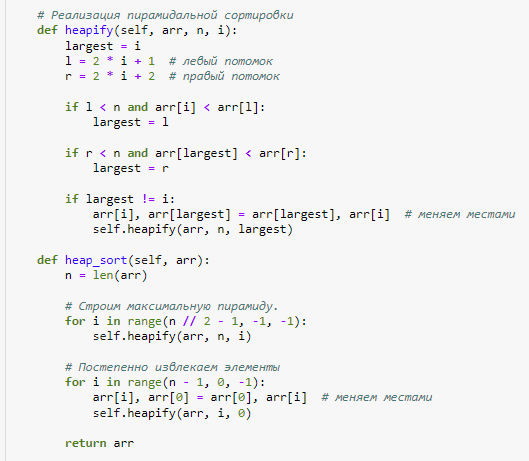 # Реализация пирамидальной сортировки
def heapify(self, arr, n, i):
    largest = i
    l = 2 * i + 1  # левый потомок
    r = 2 * i + 2  # правый потомок

    if l < n and arr[i] < arr[l]:
        largest = l

    if r < n and arr[largest] < arr[r]:
        largest = r

    if largest != i:
        arr[i], arr[largest] = arr[largest], arr[i]  # меняем местами
        self.heapify(arr, n, largest)

def heap_sort(self, arr):
    n = len(arr)

    # Строим максимальную пирамиду.
    for i in range(n // 2 - 1, -1, -1):
        self.heapify(arr, n, i)

    # Постепенно извлекаем элементы
    for i in range(n - 1, 0, -1):
        arr[i], arr[0] = arr[0], arr[i]  # меняем местами
        self.heapify(arr, i, 0)

    return arr